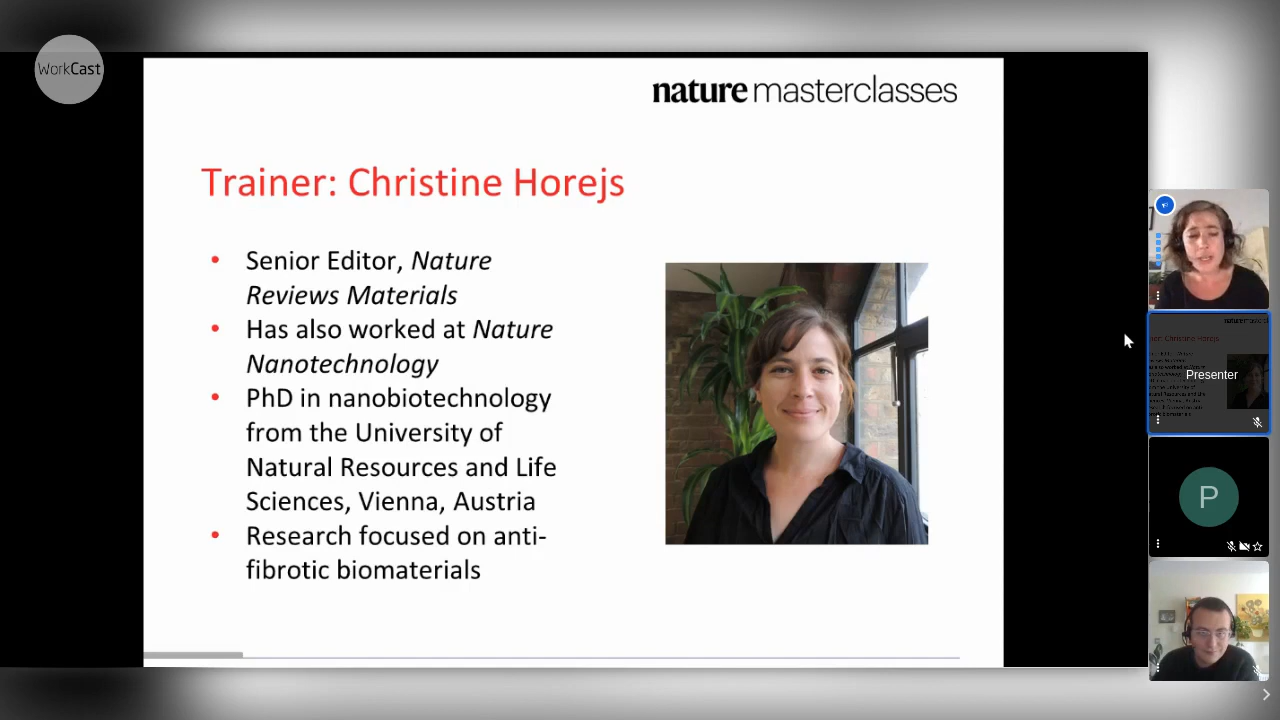 WorkCast
nature masterclasses
Trainer: Christine Horejs
• Senior Editor, Nature
Reviews Materials
• Has also worked at Nature
Nanotechnology
• PhD in nanobiotechnology
from the University of
Natural Resources and Life
Sciences, Vienna, Austria
• Research focused on anti-
fibrotic biomaterials
Presenter
P